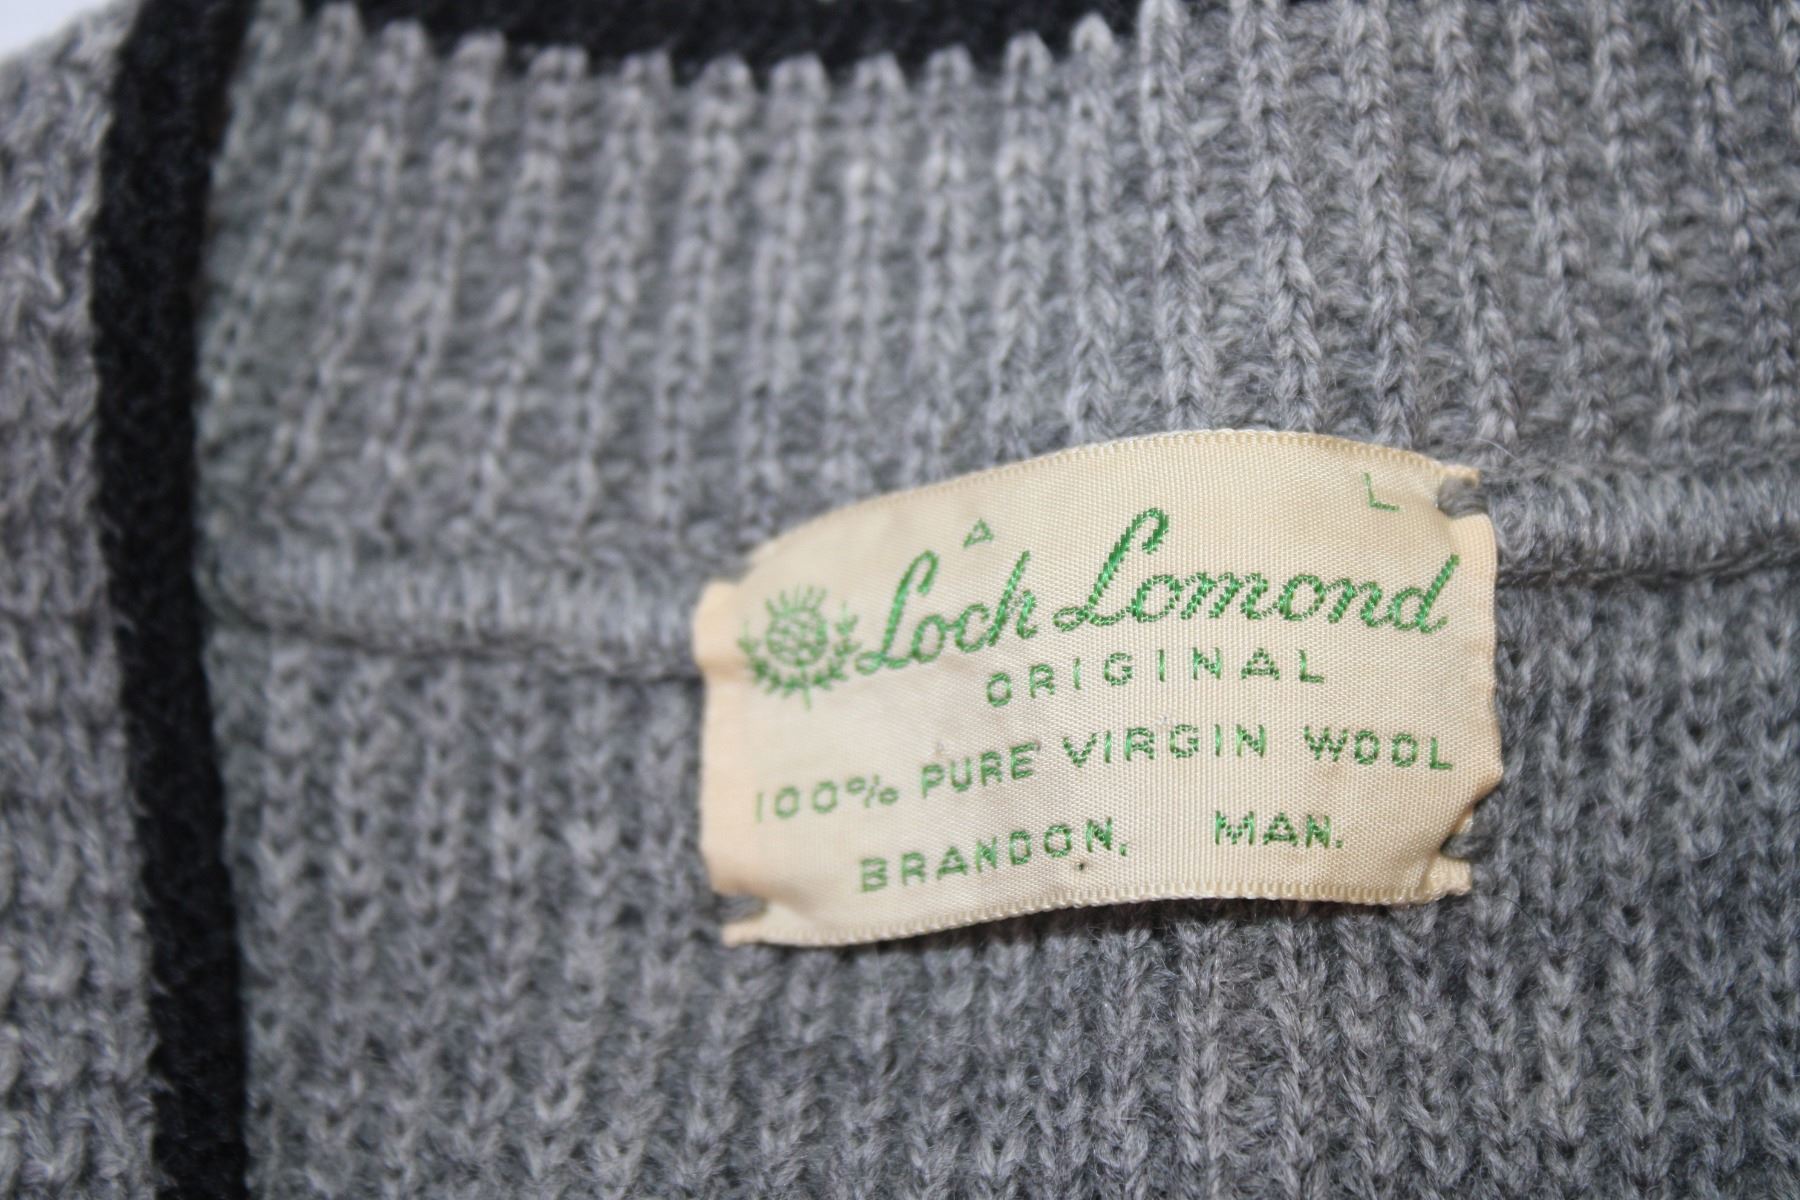 L
A
Loch Lomond
ORIGINAL
100% PURE VIRGIN WOOL
BRANDON, MAN.